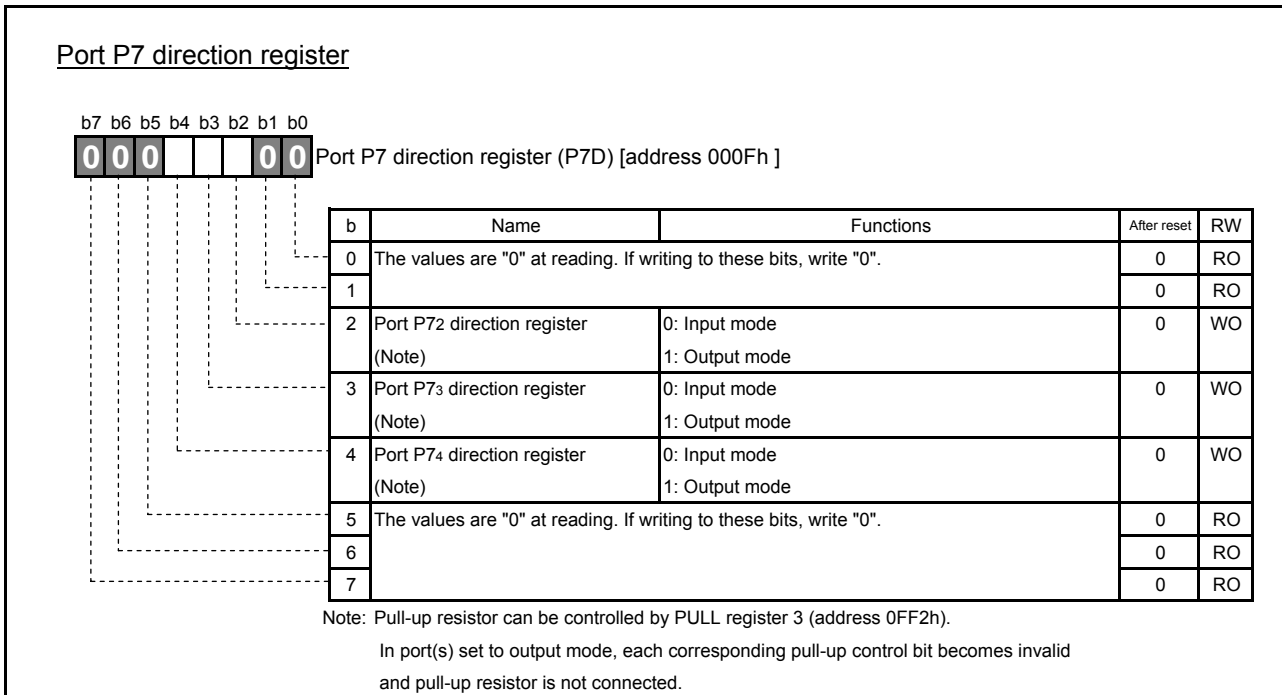 Port P7 direction register
b7 b6 b5 b4 b3 b2 b1 b0
0 0 0 0 0 Port P7 direction register (P7D) [address 000Fh ]
b Name Functions After reset RW
0 The values are "0" at reading. If writing to these bits, write "0". 0 RO
1 0 RO
2 Port P72 direction register 0: Input mode 0 WO
(Note) 1: Output mode
3 Port P73 direction register 0: Input mode 0 WO
(Note) 1: Output mode
4 Port P74 direction register 0: Input mode 0 WO
(Note) 1: Output mode
5 The values are "0" at reading. If writing to these bits, write "0". 0 RO
6 0 RO
7 0 RO
Note: Pull-up resistor can be controlled by PULL register 3 (address 0FF2h).
In port(s) set to output mode, each corresponding pull-up control bit becomes invalid
and pull-up resistor is not connected.